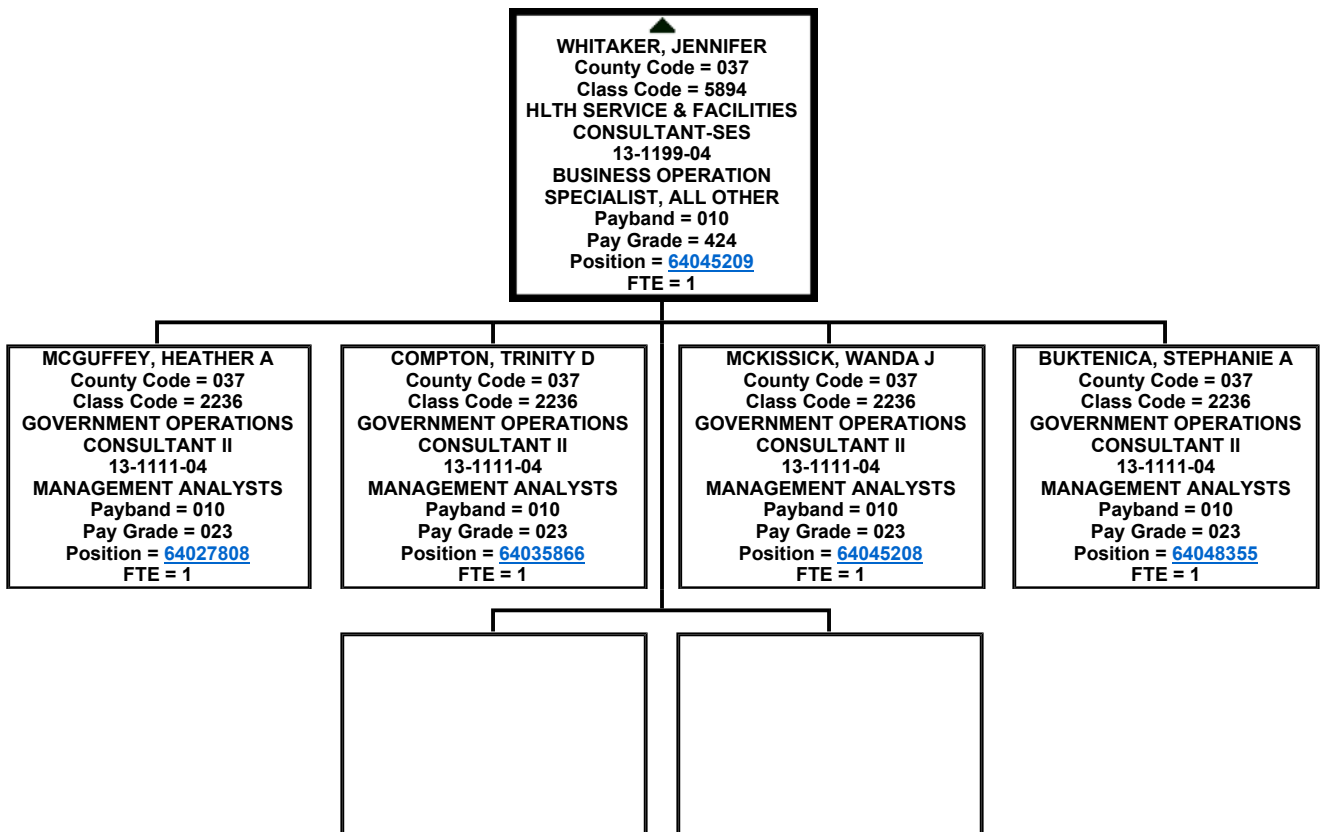 WHITAKER, JENNIFER
County Code = 037
Class Code = 5894
HLTH SERVICE & FACILITIES
CONSULTANT-SES
13-1199-04
BUSINESS OPERATION
SPECIALIST, ALL OTHER
Payband = 010
Pay Grade = 424
Position = 64045209
FTE = 1
MCGUFFEY, HEATHER A
County Code = 037
Class Code = 2236
GOVERNMENT OPERATIONS
CONSULTANT II
13-1111-04
MANAGEMENT ANALYSTS
Payband = 010
Pay Grade = 023
Position = 64027808
FTE = 1
COMPTON, TRINITY D
County Code = 037
Class Code = 2236
GOVERNMENT OPERATIONS
CONSULTANT II
13-1111-04
MANAGEMENT ANALYSTS
Payband = 010
Pay Grade = 023
Position = 64035866
FTE = 1
MCKISSICK, WANDA J
County Code = 037
Class Code = 2236
GOVERNMENT OPERATIONS
CONSULTANT II
13-1111-04
MANAGEMENT ANALYSTS
Payband = 010
Pay Grade = 023
Position = 64045208
FTE = 1
BUKTENICA, STEPHANIE A
County Code = 037
Class Code = 2236
GOVERNMENT OPERATIONS
CONSULTANT II
13-1111-04
MANAGEMENT ANALYSTS
Payband = 010
Pay Grade = 023
Position = 64048355
FTE = 1